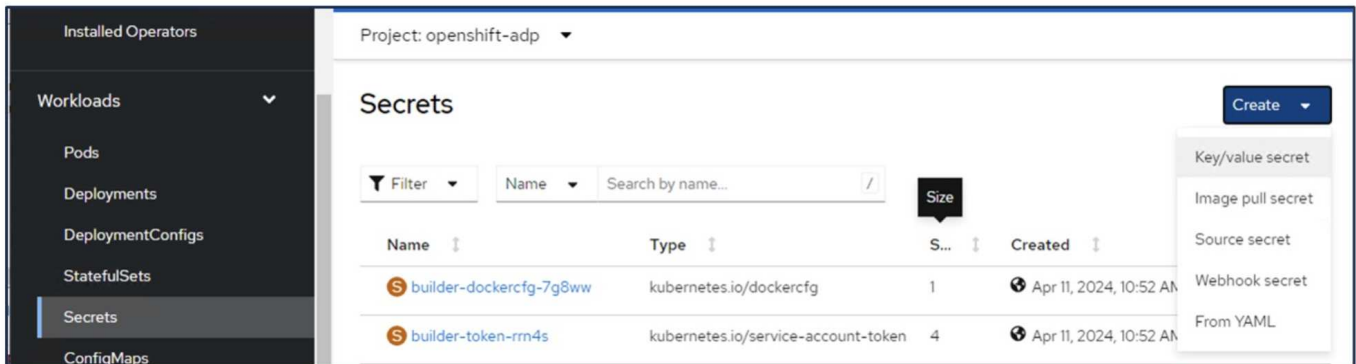 Installed Operators
Workloads
Pods
Deployments
DeploymentConfigs
StatefulSets
Secrets
ConfigMaps
Project: openshift-adp
Secrets
Create
Key/value secret
Image pull secret
Source secret
Webhook secret
From YAML
Filter Name Search by name... /
Size
Name Type S... Created
S builder-dockercfg-7g8ww kubernetes.io/dockercfg 1 Apr 11, 2024, 10:52 AM
S builder-token-rrn4s kubernetes.io/service-account-token 4 Apr 11, 2024, 10:52 AM